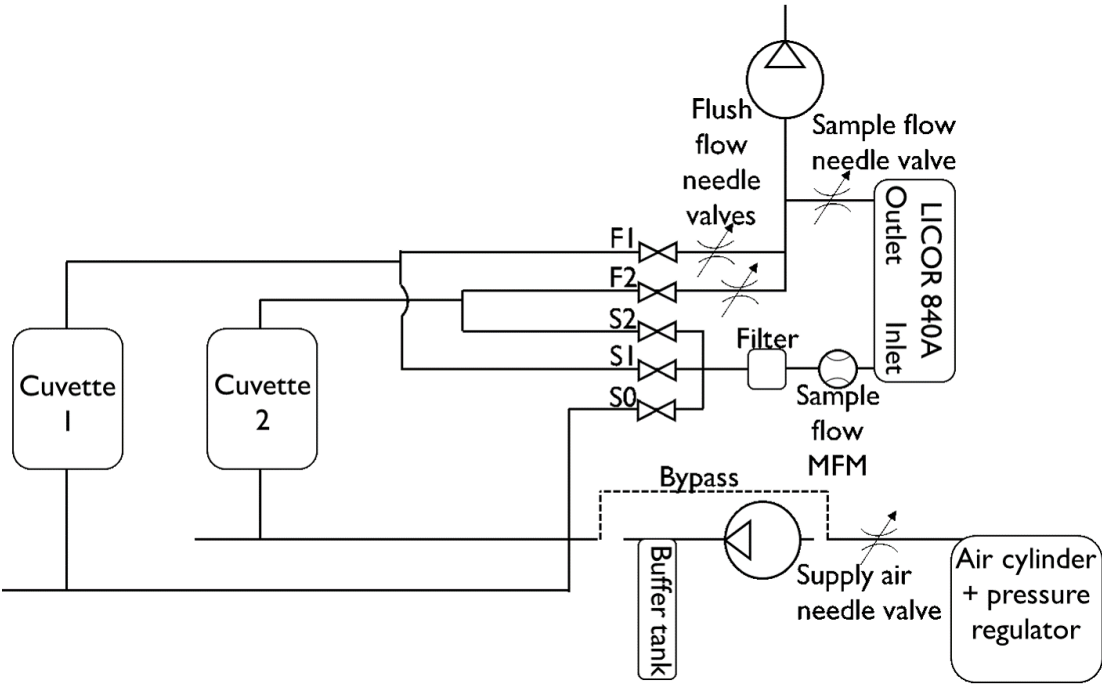 Flush
flow
needle
valves
Sample flow
needle valve
Outlet
Inlet
LICOR 840A
F1
F2
S2
S1
S0
Filter
Sample
flow
MFM
Cuvette
1
Cuvette
2
Bypass
Buffer tank
Supply air
needle valve
Air cylinder
+ pressure
regulator